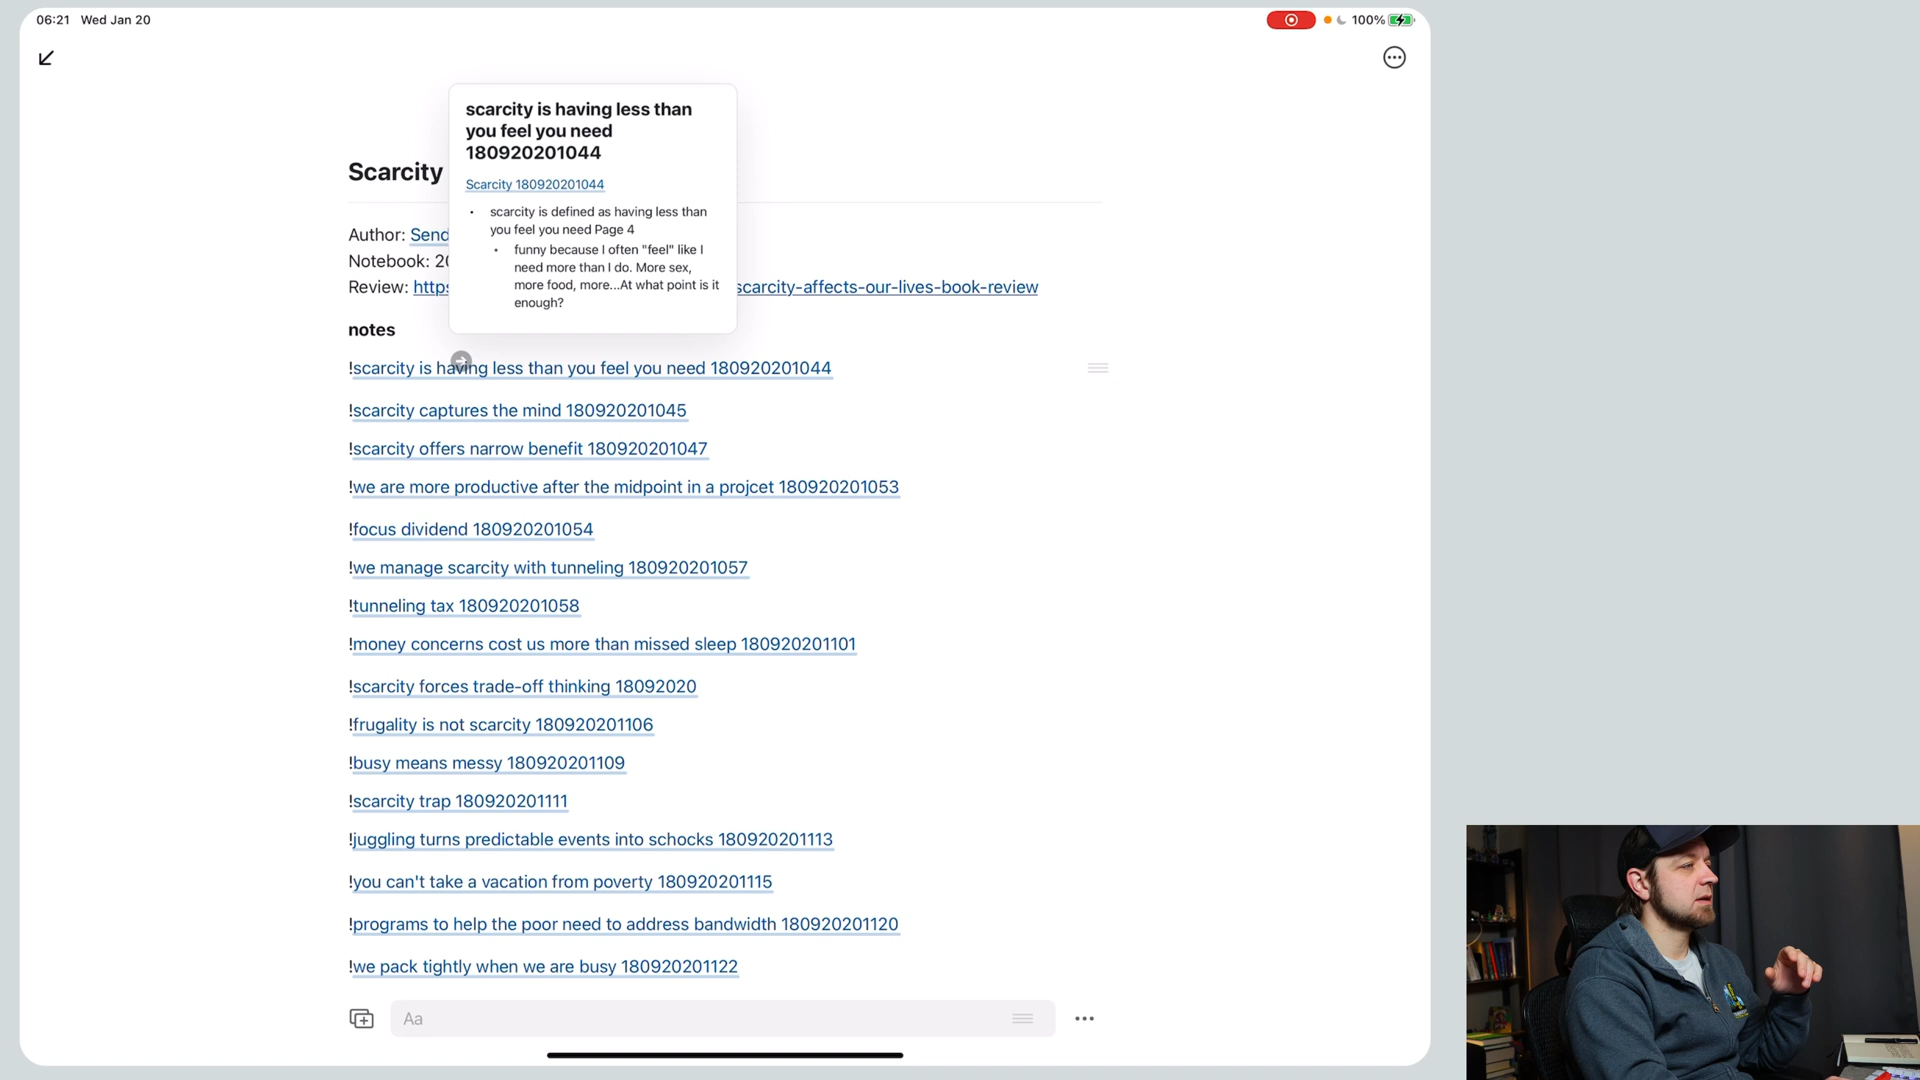 06:21 Wed Jan 20
100%
scarcity is having less than
you feel you need
180920201044
Scarcity 180920201044
• scarcity is defined as having less than
you feel you need Page 4
• funny because I often "feel" like I
need more than I do. More sex,
more food, more...At what point is it
enough?
Scarcity
Author: Send
Notebook: 20
Review: https scarcity-affects-our-lives-book-review
notes
!scarcity is having less than you feel you need 180920201044
!scarcity captures the mind 180920201045
!scarcity offers narrow benefit 180920201047
!we are more productive after the midpoint in a projcet 180920201053
!focus dividend 180920201054
!we manage scarcity with tunneling 180920201057
!tunneling tax 180920201058
!money concerns cost us more than missed sleep 180920201101
!scarcity forces trade-off thinking 18092020
!frugality is not scarcity 180920201106
!busy means messy 180920201109
!scarcity trap 180920201111
!juggling turns predictable events into schocks 180920201113
!you can't take a vacation from poverty 180920201115
!programs to help the poor need to address bandwidth 180920201120
!we pack tightly when we are busy 180920201122
Aa